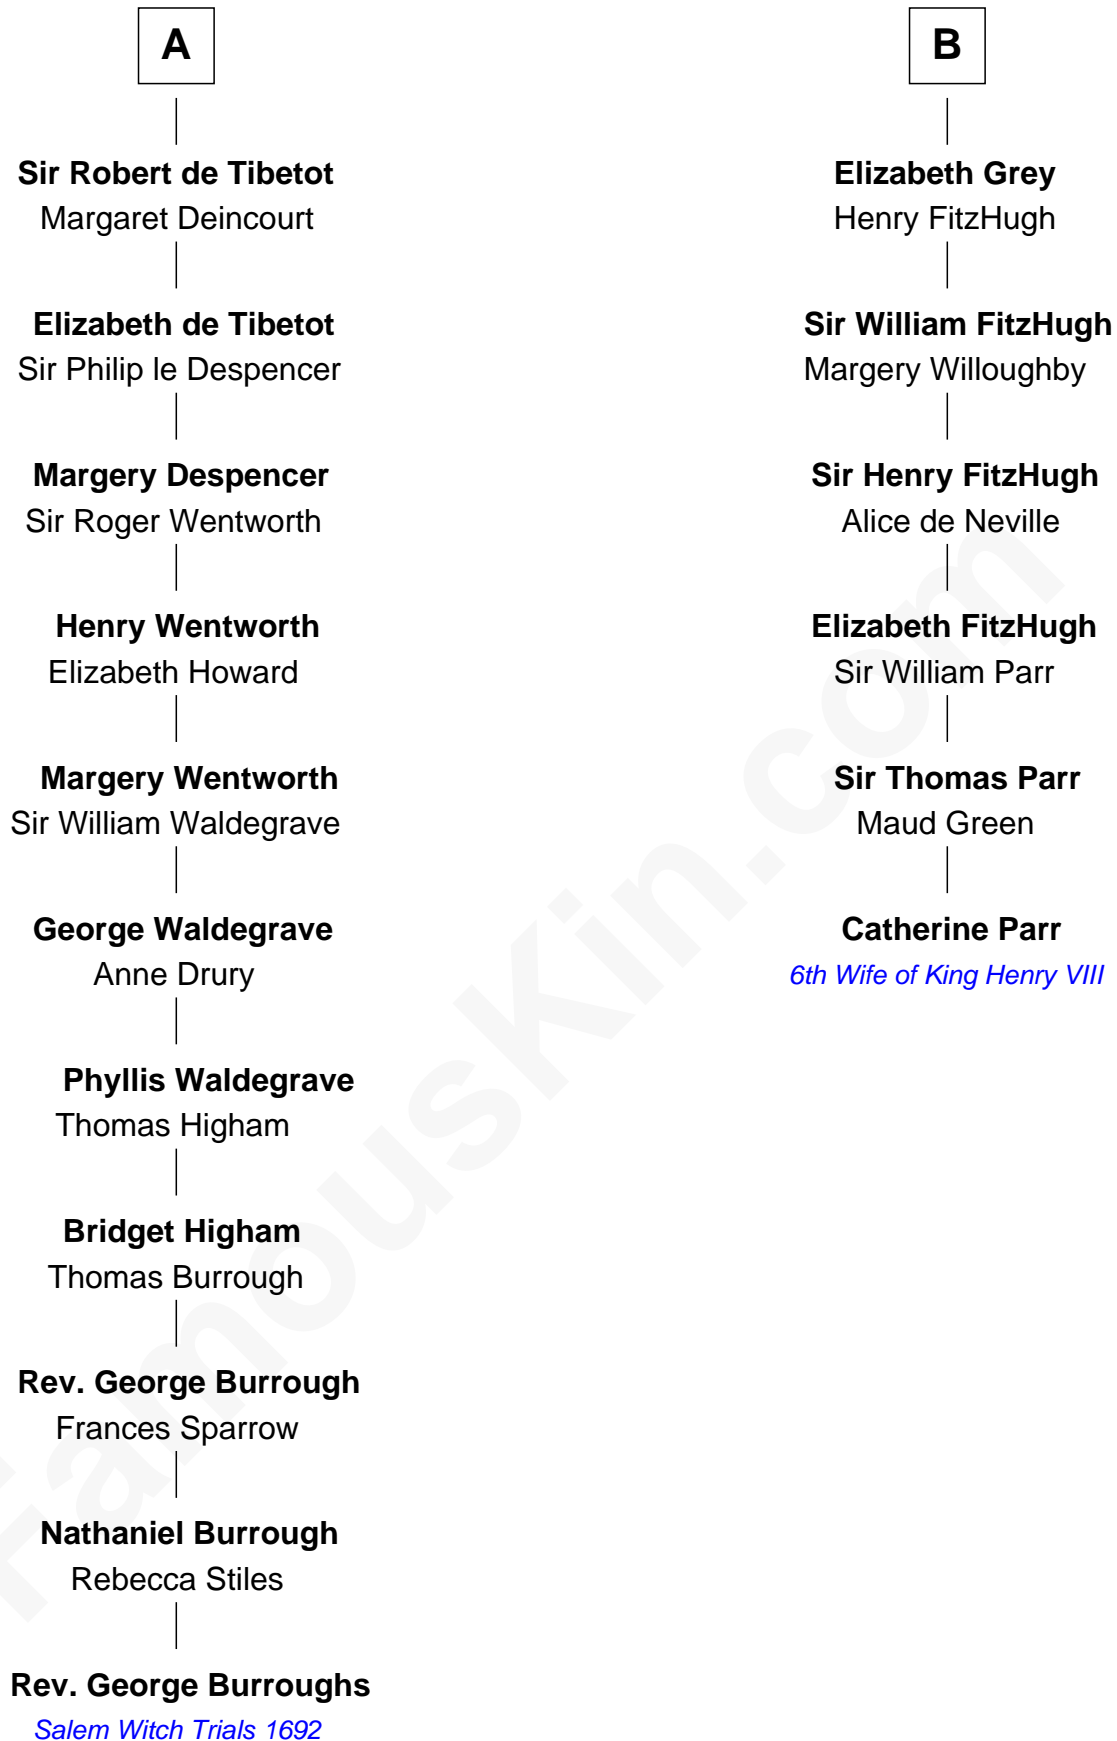 A
Sir Robert de Tibetot
Margaret Deincourt
Elizabeth de Tibetot
Sir Philip le Despencer
Margery Despencer
Sir Roger Wentworth
Henry Wentworth
Elizabeth Howard
Margery Wentworth
Sir William Waldegrave
George Waldegrave
Anne Drury
Phyllis Waldegrave
Thomas Higham
Bridget Higham
Thomas Burrough
Rev. George Burrough
Frances Sparrow
Nathaniel Burrough
Rebecca Stiles
Rev. George Burroughs
Salem Witch Trials 1692
B
Elizabeth Grey
Henry FitzHugh
Sir William FitzHugh
Margery Willoughby
Sir Henry FitzHugh
Alice de Neville
Elizabeth FitzHugh
Sir William Parr
Sir Thomas Parr
Maud Green
Catherine Parr
6th Wife of King Henry VIII
FamousKin.com